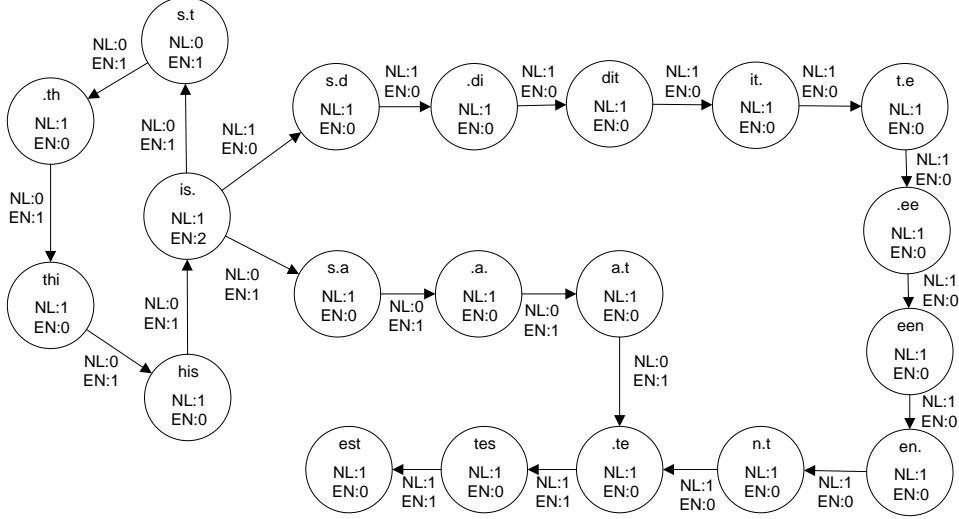 s.t
NL:0
EN:1
NL:0
EN:1
.th
NL:1
EN:0
NL:0
EN:1
thi
NL:1
EN:0
NL:0
EN:1
his
NL:1
EN:0
NL:0
EN:1
is.
NL:1
EN:2
NL:0
EN:1
NL:1
EN:0
s.d
NL:1
EN:0
NL:1
EN:0
.di
NL:1
EN:0
NL:1
EN:0
dit
NL:1
EN:0
NL:1
EN:0
it.
NL:1
EN:0
NL:1
EN:0
t.e
NL:1
EN:0
NL:1
EN:0
.ee
NL:1
EN:0
NL:1
EN:0
een
NL:1
EN:0
NL:1
EN:0
en.
NL:1
EN:0
NL:1
EN:0
n.t
NL:1
EN:0
NL:1
EN:0
NL:0
EN:1
s.a
NL:1
EN:0
NL:0
EN:1
.a.
NL:1
EN:0
NL:0
EN:1
a.t
NL:1
EN:0
NL:0
EN:1
.te
NL:1
EN:0
NL:1
EN:1
tes
NL:1
EN:0
NL:1
EN:1
est
NL:1
EN:0